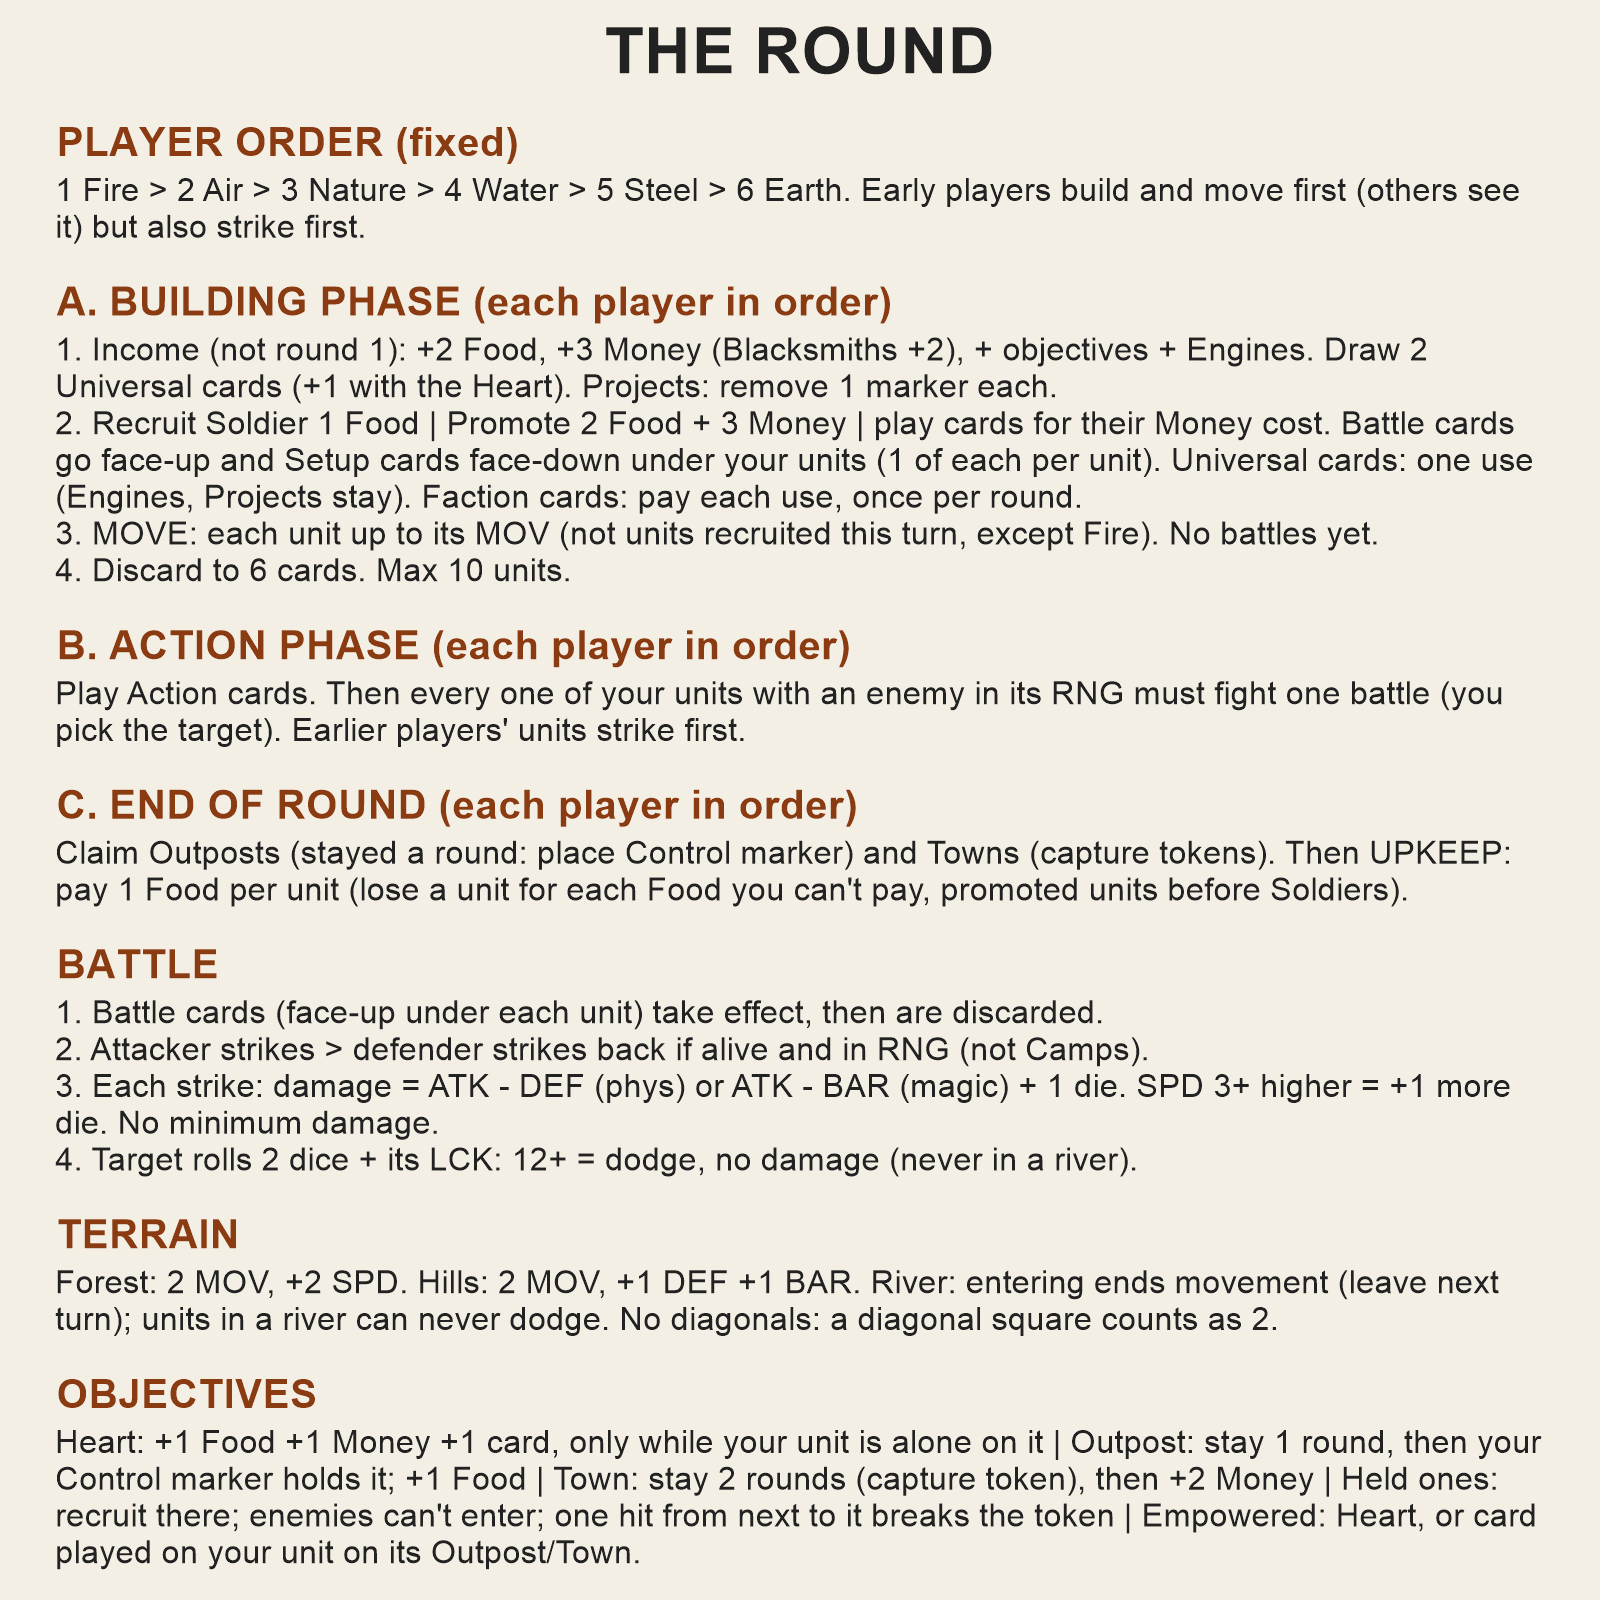 THE ROUND
PLAYER ORDER (fixed)
1 Fire > 2 Air > 3 Nature > 4 Water > 5 Steel > 6 Earth. Early players build and move first (others see
it) but also strike first.
A. BUILDING PHASE (each player in order)
1. Income (not round 1): +2 Food, +3 Money (Blacksmiths +2), + objectives + Engines. Draw 2
Universal cards (+1 with the Heart). Projects: remove 1 marker each.
2. Recruit Soldier 1 Food | Promote 2 Food + 3 Money | play cards for their Money cost. Battle cards
go face-up and Setup cards face-down under your units (1 of each per unit). Universal cards: one use
(Engines, Projects stay). Faction cards: pay each use, once per round.
3. MOVE: each unit up to its MOV (not units recruited this turn, except Fire). No battles yet.
4. Discard to 6 cards. Max 10 units.
B. ACTION PHASE (each player in order)
Play Action cards. Then every one of your units with an enemy in its RNG must fight one battle (you
pick the target). Earlier players' units strike first.
C. END OF ROUND (each player in order)
Claim Outposts (stayed a round: place Control marker) and Towns (capture tokens). Then UPKEEP:
pay 1 Food per unit (lose a unit for each Food you can't pay, promoted units before Soldiers).
BATTLE
1. Battle cards (face-up under each unit) take effect, then are discarded.
2. Attacker strikes > defender strikes back if alive and in RNG (not Camps).
3. Each strike: damage = ATK - DEF (phys) or ATK - BAR (magic) + 1 die. SPD 3+ higher = +1 more
die. No minimum damage.
4. Target rolls 2 dice + its LCK: 12+ = dodge, no damage (never in a river).
TERRAIN
Forest: 2 MOV, +2 SPD. Hills: 2 MOV, +1 DEF +1 BAR. River: entering ends movement (leave next
turn); units in a river can never dodge. No diagonals: a diagonal square counts as 2.
OBJECTIVES
Heart: +1 Food +1 Money +1 card, only while your unit is alone on it | Outpost: stay 1 round, then your
Control marker holds it; +1 Food | Town: stay 2 rounds (capture token), then +2 Money | Held ones:
recruit there; enemies can't enter; one hit from next to it breaks the token | Empowered: Heart, or card
played on your unit on its Outpost/Town.